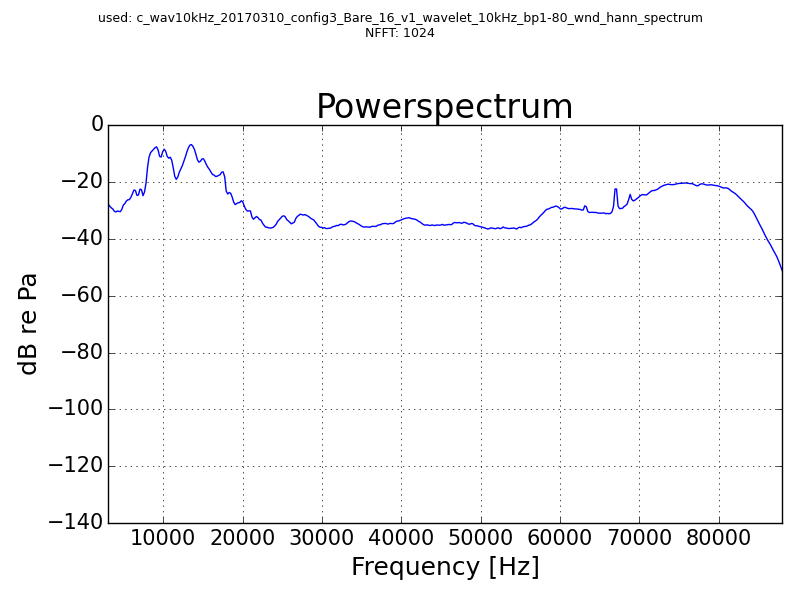 used: c_wav10kHz_20170310_config3_Bare_16_v1_wavelet_10kHz_bp1-80_wnd_hann_spectrum
NFFT: 1024
Powerspectrum
0
−20
−40
−60
−80
−100
−120
−140
dB re Pa
10000 20000 30000 40000 50000 60000 70000 80000
Frequency [Hz]